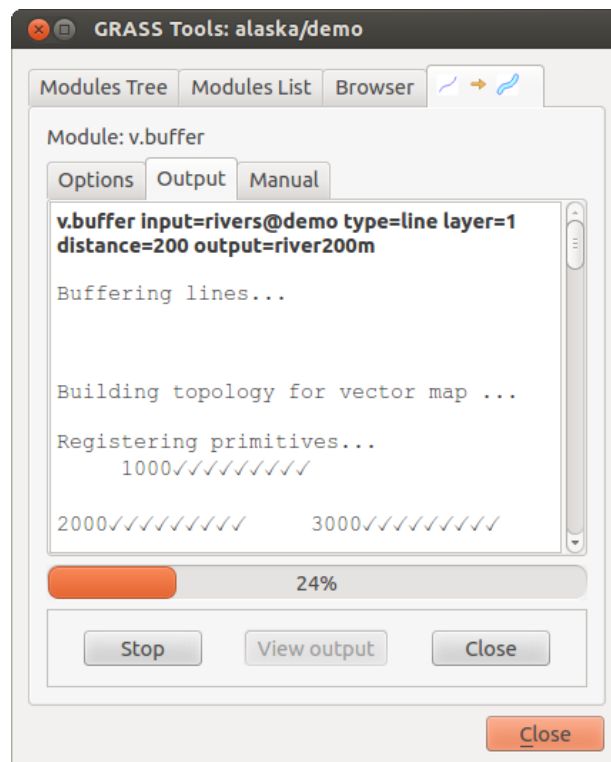 GRASS Tools: alaska/demo
Modules Tree Modules List Browser
Module: v.buffer
Options Output Manual
v.buffer input=rivers@demo type=line layer=1
distance=200 output=river200m
Buffering lines...
Building topology for vector map ...
Registering primitives...
1000✓✓✓✓✓✓✓✓✓
2000✓✓✓✓✓✓✓✓✓ 3000✓✓✓✓✓✓✓✓✓
24%
Stop View output Close
Close